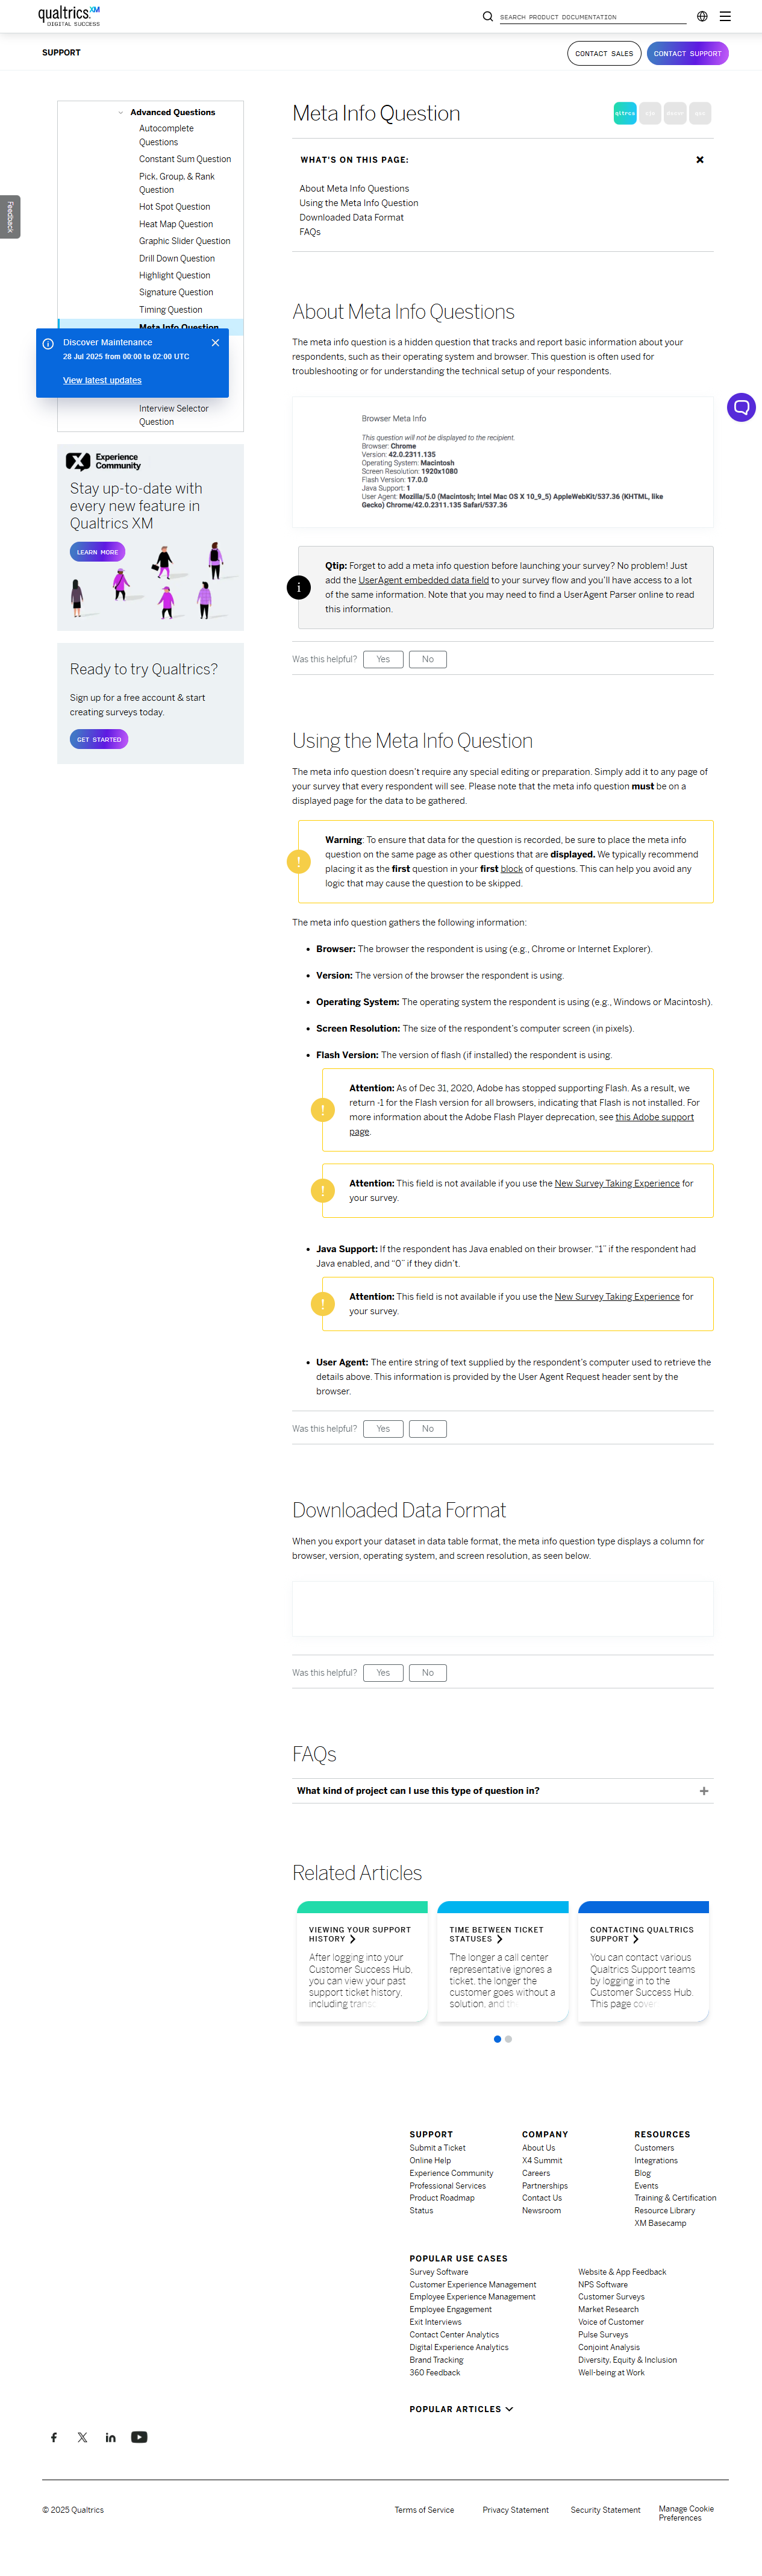 qualtrics.XM
DIGITAL SUCCESS
SEARCH PRODUCT DOCUMENTATION
SUPPORT
CONTACT SALES
CONTACT SUPPORT
Feedback
Advanced Questions
Autocomplete
Questions
Constant Sum Question
Pick, Group, & Rank
Question
Hot Spot Question
Heat Map Question
Graphic Slider Question
Drill Down Question
Highlight Question
Signature Question
Timing Question
Meta Info Question
Discover Maintenance
28 Jul 2025 from 00:00 to 02:00 UTC
View latest updates
Interview Selector
Question
Experience
Community
Stay up-to-date with
every new feature in
Qualtrics XM
LEARN MORE
Ready to try Qualtrics?
Sign up for a free account & start
creating surveys today.
GET STARTED
Meta Info Question
qltrcs
WHAT'S ON THIS PAGE:
About Meta Info Questions
Using the Meta Info Question
Downloaded Data Format
FAQs
About Meta Info Questions
The meta info question is a hidden question that tracks and report basic information about your
respondents, such as their operating system and browser. This question is often used for
troubleshooting or for understanding the technical setup of your respondents.
Browser Meta Info
This question will not be displayed to the recipient.
Browser: Chrome
Version: 42.0.2311.135
Operating System: Macintosh
Screen Resolution: 1920x1080
Flash Version: 17.0.0
Java Support: 1
User Agent: Mozilla/5.0 (Macintosh; Intel Mac OS X 10_9_5) AppleWebKit/537.36 (KHTML, like
Gecko) Chrome/42.0.2311.135 Safari/537.36
Qtip: Forget to add a meta info question before launching your survey? No problem! Just
add the UserAgent embedded data field to your survey flow and you'll have access to a lot
of the same information. Note that you may need to find a UserAgent Parser online to read
this information.
Was this helpful? Yes No
Using the Meta Info Question
The meta info question doesn't require any special editing or preparation. Simply add it to any page of
your survey that every respondent will see. Please note that the meta info question must be on a
displayed page for the data to be gathered.
Warning: To ensure that data for the question is recorded, be sure to place the meta info
question on the same page as other questions that are displayed. We typically recommend
placing it as the first question in your first block of questions. This can help you avoid any
logic that may cause the question to be skipped.
The meta info question gathers the following information:
Browser: The browser the respondent is using (e.g., Chrome or Internet Explorer).
Version: The version of the browser the respondent is using.
Operating System: The operating system the respondent is using (e.g., Windows or Macintosh).
Screen Resolution: The size of the respondent's computer screen (in pixels).
Flash Version: The version of flash (if installed) the respondent is using.
Attention: As of Dec 31, 2020, Adobe has stopped supporting Flash. As a result, we
return -1 for the Flash version for all browsers, indicating that Flash is not installed. For
more information about the Adobe Flash Player deprecation, see this Adobe support
page.
Attention: This field is not available if you use the New Survey Taking Experience for
your survey.
Java Support: If the respondent has Java enabled on their browser. "1" if the respondent had
Java enabled, and "0" if they didn't.
Attention: This field is not available if you use the New Survey Taking Experience for
your survey.
User Agent: The entire string of text supplied by the respondent's computer used to retrieve the
details above. This information is provided by the User Agent Request header sent by the
browser.
Was this helpful? Yes No
Downloaded Data Format
When you export your dataset in data table format, the meta info question type displays a column for
browser, version, operating system, and screen resolution, as seen below.
Was this helpful? Yes No
FAQs
What kind of project can I use this type of question in?
Related Articles
VIEWING YOUR SUPPORT
HISTORY
After logging into your
Customer Success Hub,
you can view your past
support ticket history,
including
TIME BETWEEN TICKET
STATUSES
The longer a call center
representative ignores a
ticket, the longer the
customer goes without a
solution, and
CONTACTING QUALTRICS
SUPPORT
You can contact various
Qualtrics Support teams
by logging in to the
Customer Success Hub.
This page
SUPPORT
Submit a Ticket
Online Help
Experience Community
Professional Services
Product Roadmap
Status
COMPANY
About Us
X4 Summit
Careers
Partnerships
Contact Us
Newsroom
RESOURCES
Customers
Integrations
Blog
Events
Training & Certification
Resource Library
XM Basecamp
POPULAR USE CASES
Survey Software
Customer Experience Management
Employee Experience Management
Employee Engagement
Exit Interviews
Contact Center Analytics
Digital Experience Analytics
Brand Tracking
360 Feedback
Website & App Feedback
NPS Software
Customer Surveys
Market Research
Voice of Customer
Pulse Surveys
Conjoint Analysis
Diversity, Equity & Inclusion
Well-being at Work
POPULAR ARTICLES
© 2025 Qualtrics
Terms of Service
Privacy Statement
Security Statement
Manage Cookie
Preferences